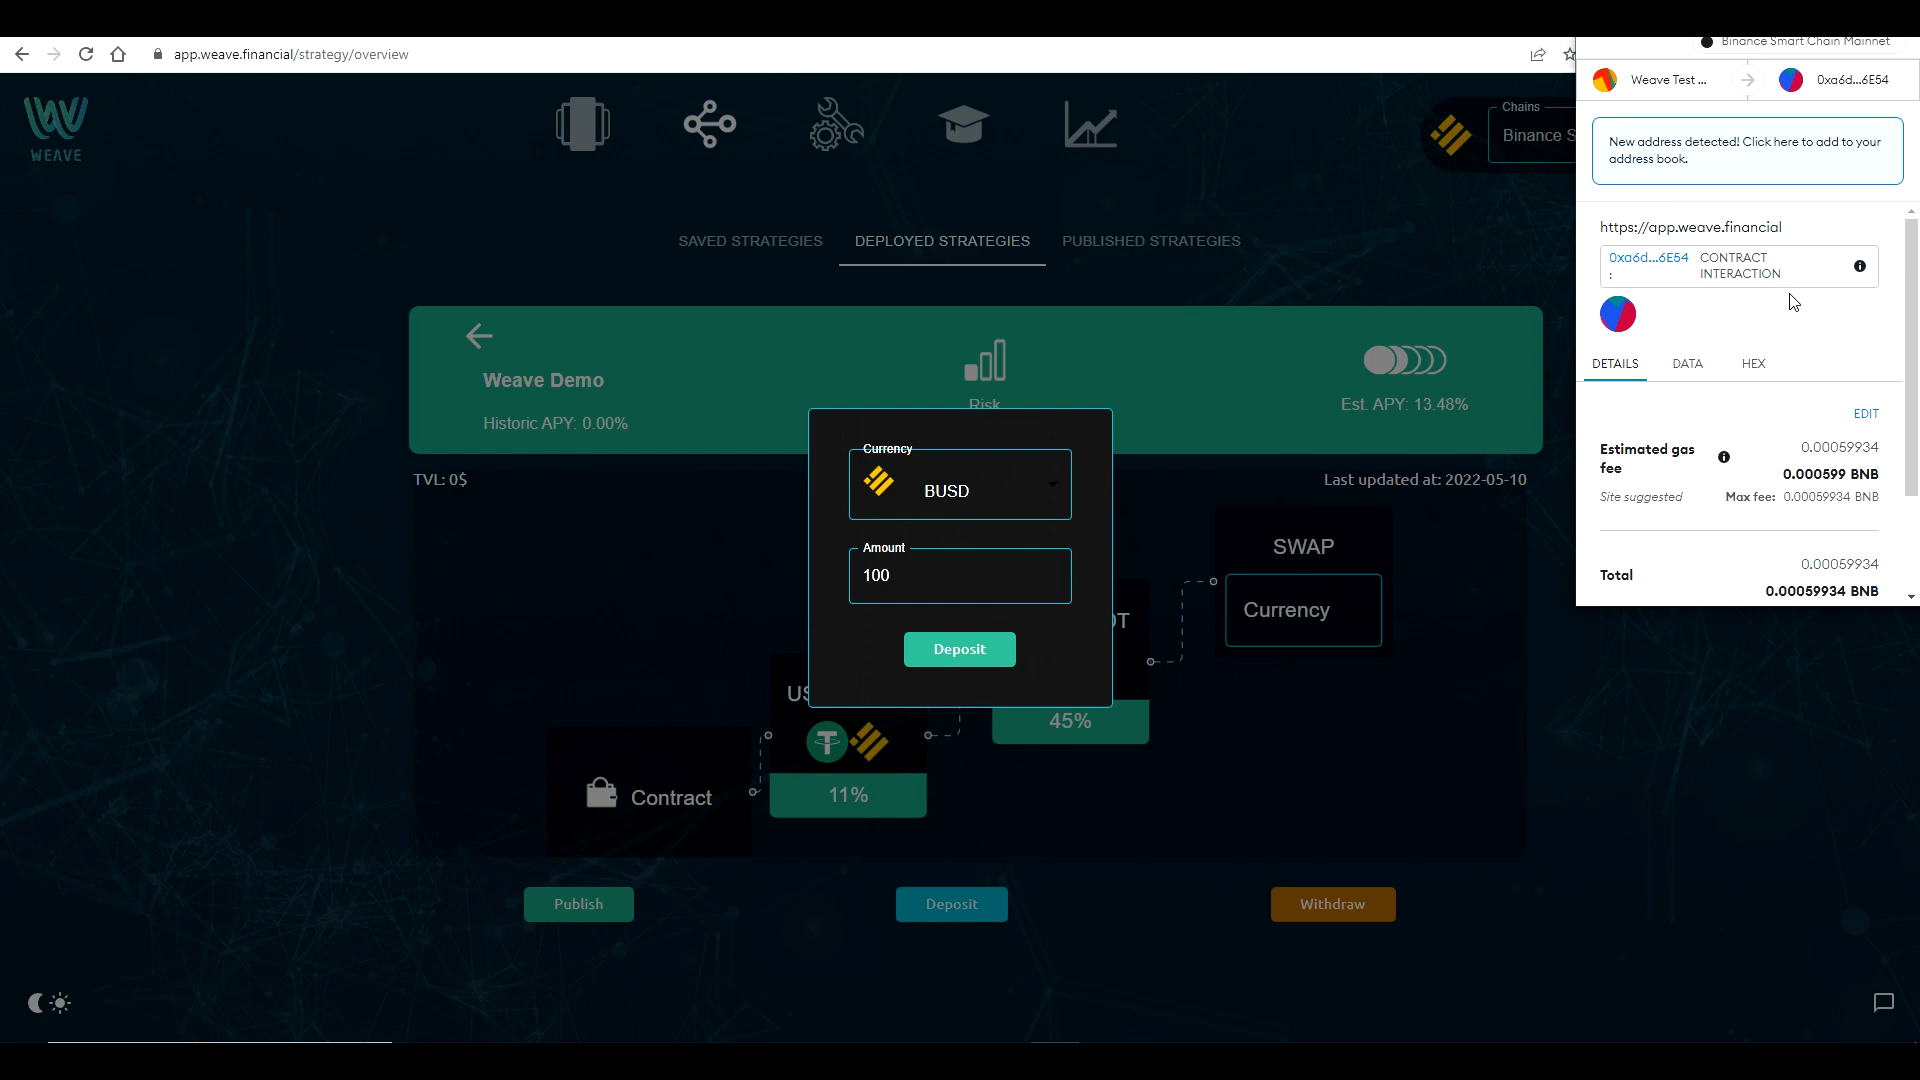 app.weave.financial/strategy/overview
Binance Smart Chain Mainnet
Weave Test ...
0xa6d...6E54
WEAVE
Chains
Binance S
New address detected! Click here to add to your
address book.
SAVED STRATEGIES
DEPLOYED STRATEGIES
PUBLISHED STRATEGIES
https://app.weave.financial
0xa6d...6E54
:
CONTRACT
INTERACTION
DETAILS
DATA
HEX
EDIT
Estimated gas
fee
0.00059934
0.000599 BNB
Site suggested
Max fee: 0.00059934 BNB
Total
0.00059934
0.00059934 BNB
Weave Demo
Historic APY: 0.00%
Risk
Est. APY: 13.48%
TVL: 0$
Last updated at: 2022-05-10
Currency
BUSD
Amount
100
Deposit
SWAP
Currency
45%
11%
Contract
Publish
Deposit
Withdraw